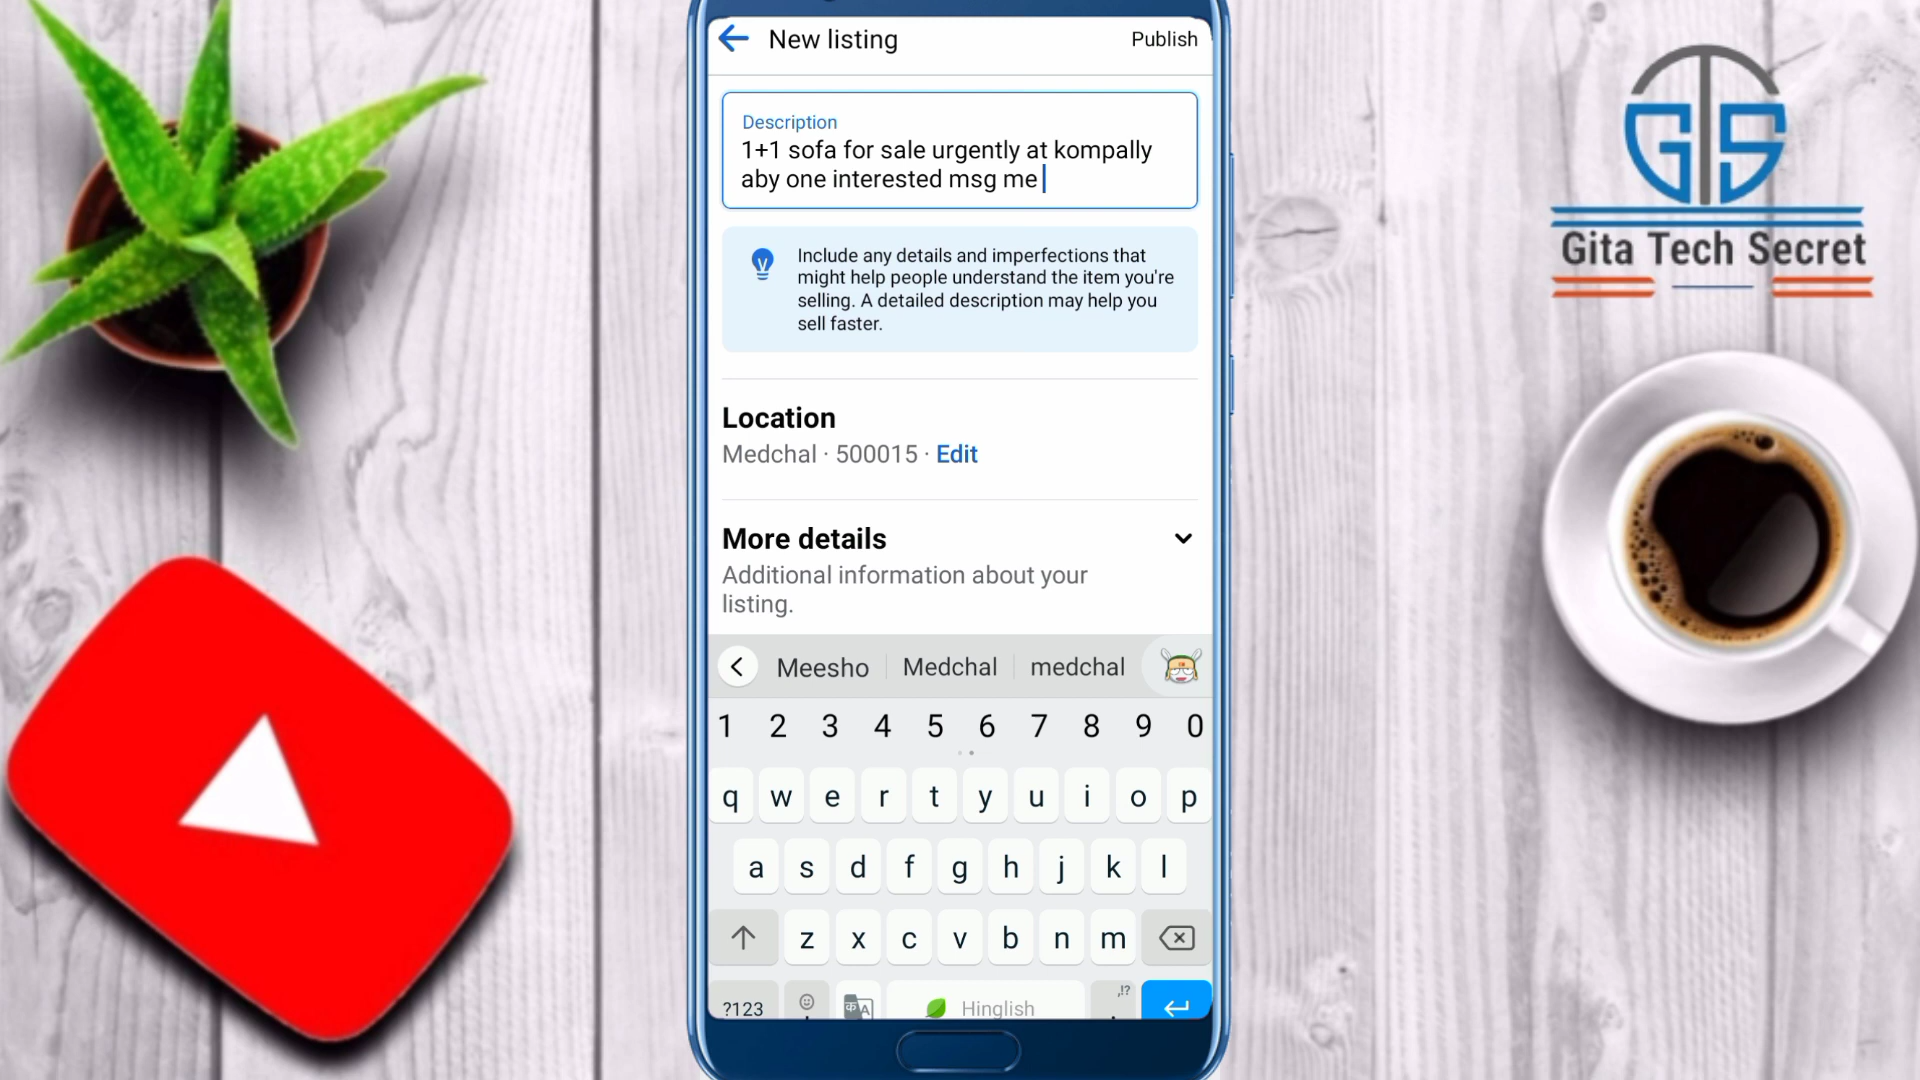 New listing
Publish
Description
1+1 sofa for sale urgently at kompally
aby one interested msg me
Include any details and imperfections that
might help people understand the item you're
selling. A detailed description may help you
sell faster.
Location
Medchal · 500015 · Edit
More details
Additional information about your
listing.
Meesho Medchal medchal
1 2 3 4 5 6 7 8 9 0
q w e r t y u i o p
a s d f g h j k l
z x c v b n m
?123 Hinglish ,!? .
GTS
Gita Tech Secret